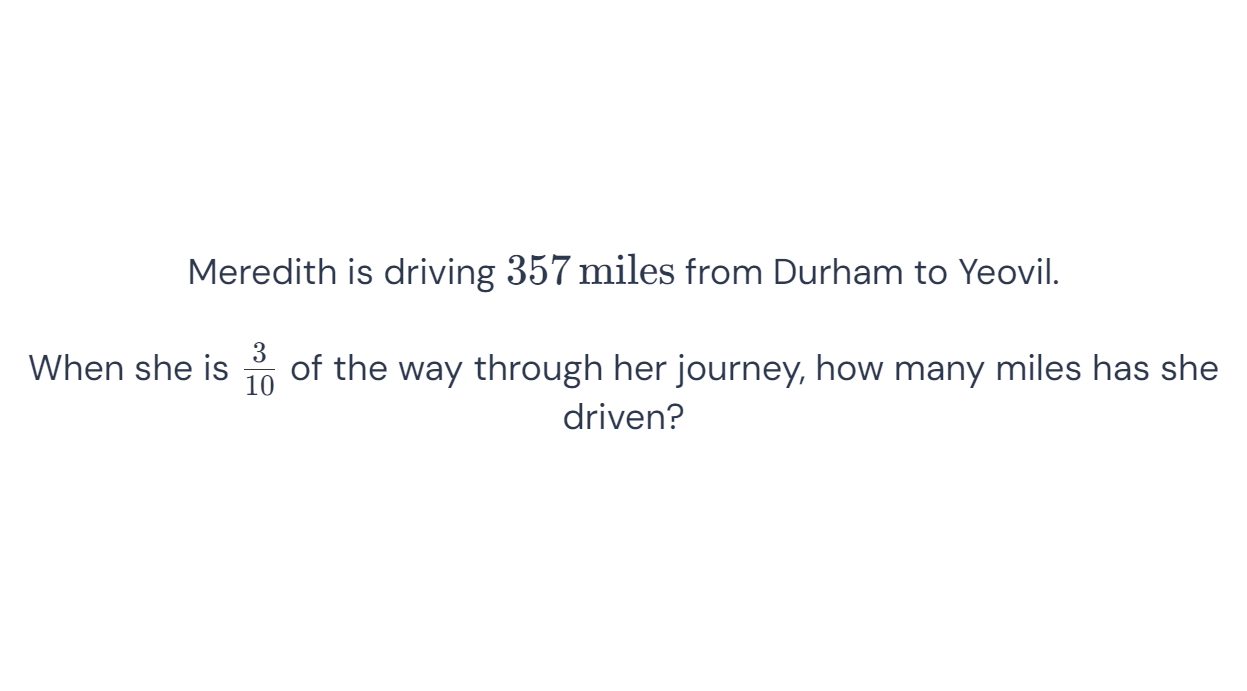 Meredith is driving 357 miles from Durham to Yeovil.
When she is 3/10 of the way through her journey, how many miles has she
driven?